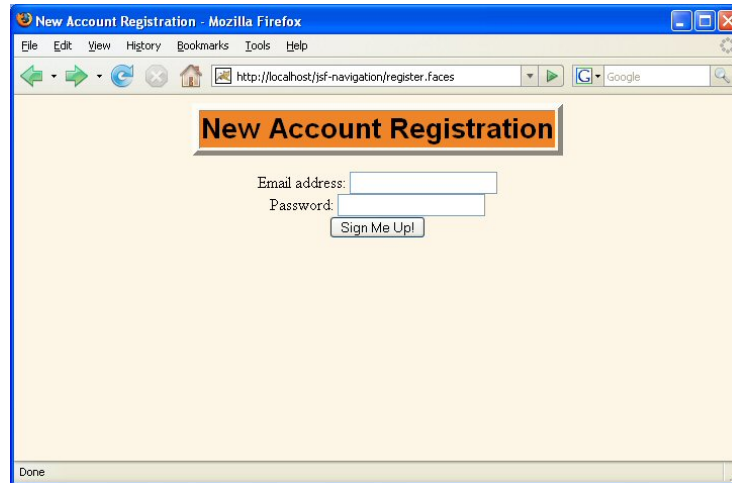 New Account Registration - Mozilla Firefox
File Edit View History Bookmarks Tools Help
http://localhost/jsf-navigation/register.faces G Google
New Account Registration
Email address:
Password:
Sign Me Up!
Done